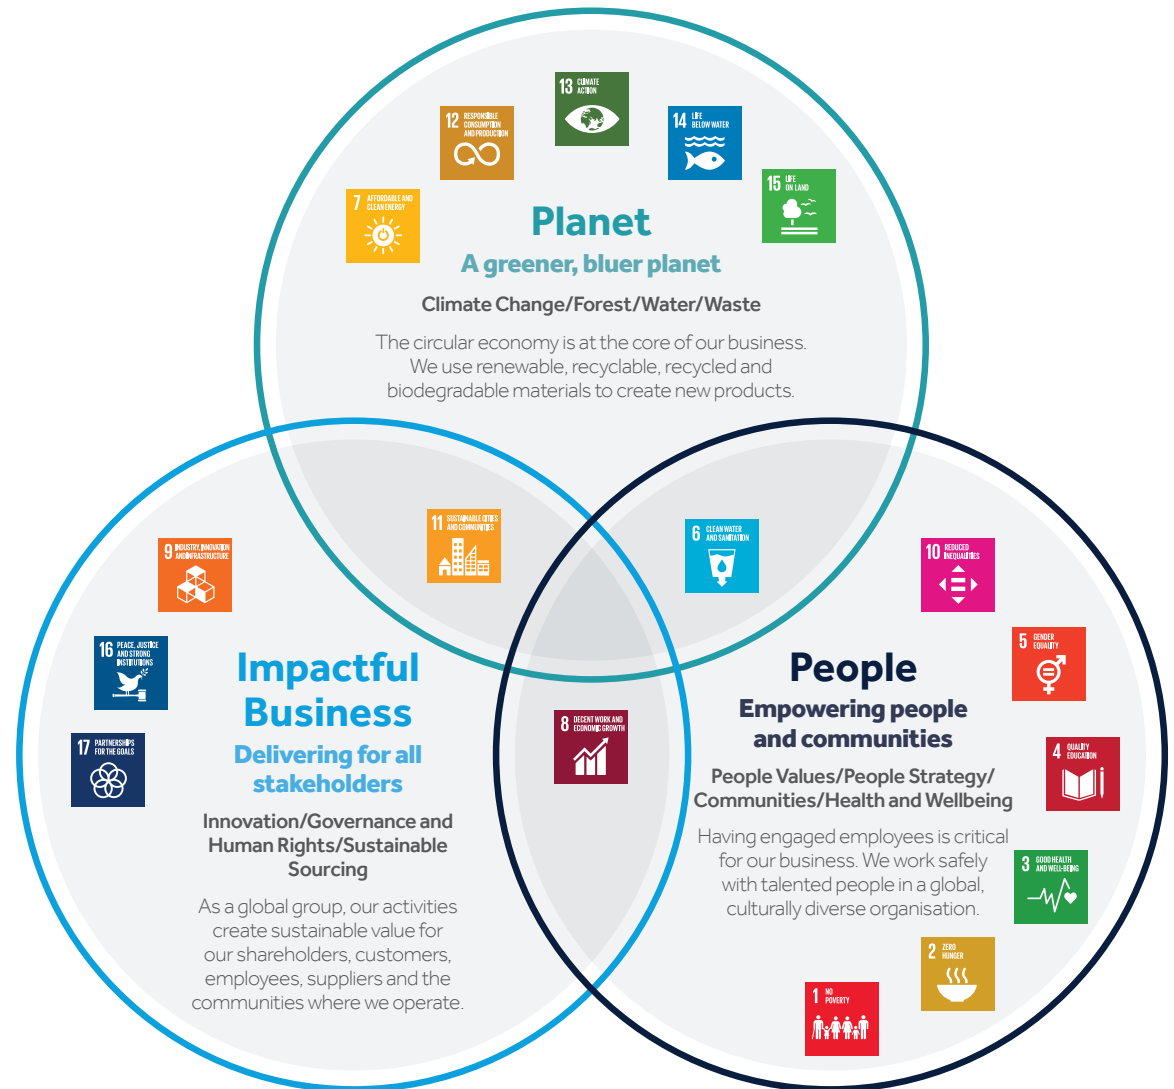 13 CLIMATE
ACTION
12 RESPONSIBLE
CONSUMPTION
AND PRODUCTION
14 LIFE
BELOW WATER
15 LIFE
ON LAND
7 AFFORDABLE AND
CLEAN ENERGY
Planet
A greener, bluer planet
Climate Change/Forest/Water/Waste
The circular economy is at the core of our business.
We use renewable, recyclable, recycled and
biodegradable materials to create new products.
11 SUSTAINABLE CITIES
AND COMMUNITIES
6 CLEAN WATER
AND SANITATION
9 INDUSTRY, INNOVATION
AND INFRASTRUCTURE
16 PEACE, JUSTICE
AND STRONG
INSTITUTIONS
17 PARTNERSHIPS
FOR THE GOALS
Impactful
Business
Delivering for all
stakeholders
Innovation/Governance and
Human Rights/Sustainable
Sourcing
As a global group, our activities
create sustainable value for
our shareholders, customers,
employees, suppliers and the
communities where we operate.
8 DECENT WORK AND
ECONOMIC GROWTH
People
Empowering people
and communities
People Values/People Strategy/
Communities/Health and Wellbeing
Having engaged employees is critical
for our business. We work safely
with talented people in a global,
culturally diverse organisation.
10 REDUCED
INEQUALITIES
5 GENDER
EQUALITY
4 QUALITY
EDUCATION
3 GOOD HEALTH
AND WELL-BEING
2 ZERO
HUNGER
1 NO
POVERTY